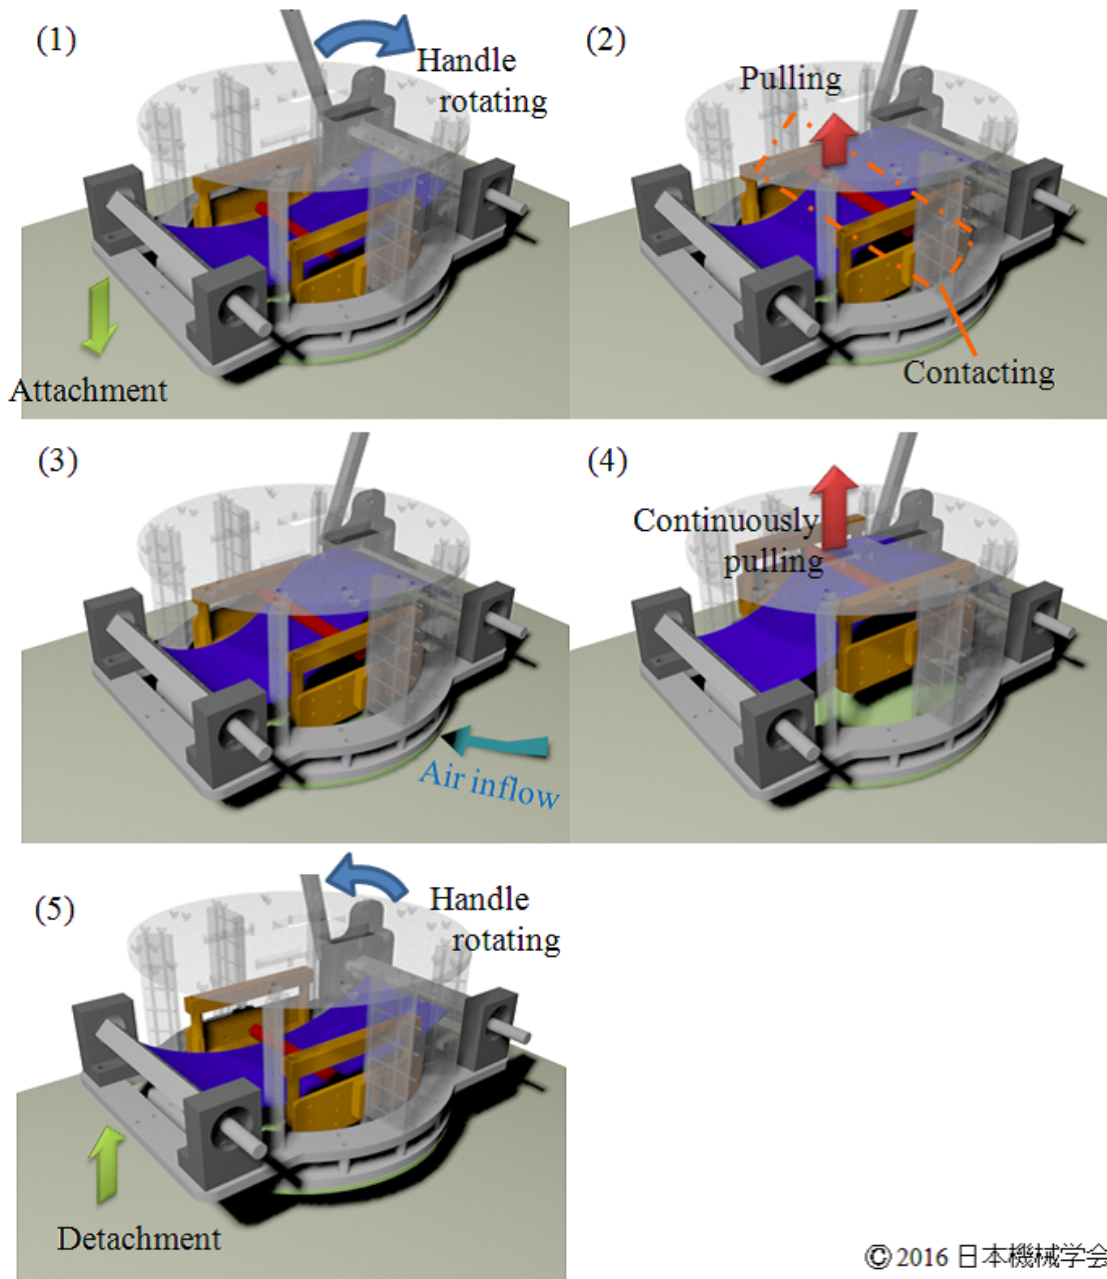 (1)
Handle
rotating
Attachment
(2)
Pulling
Contacting
(3)
Air inflow
(4)
Continuously
pulling
(5)
Handle
rotating
Detachment
© 2016 日本機械学会